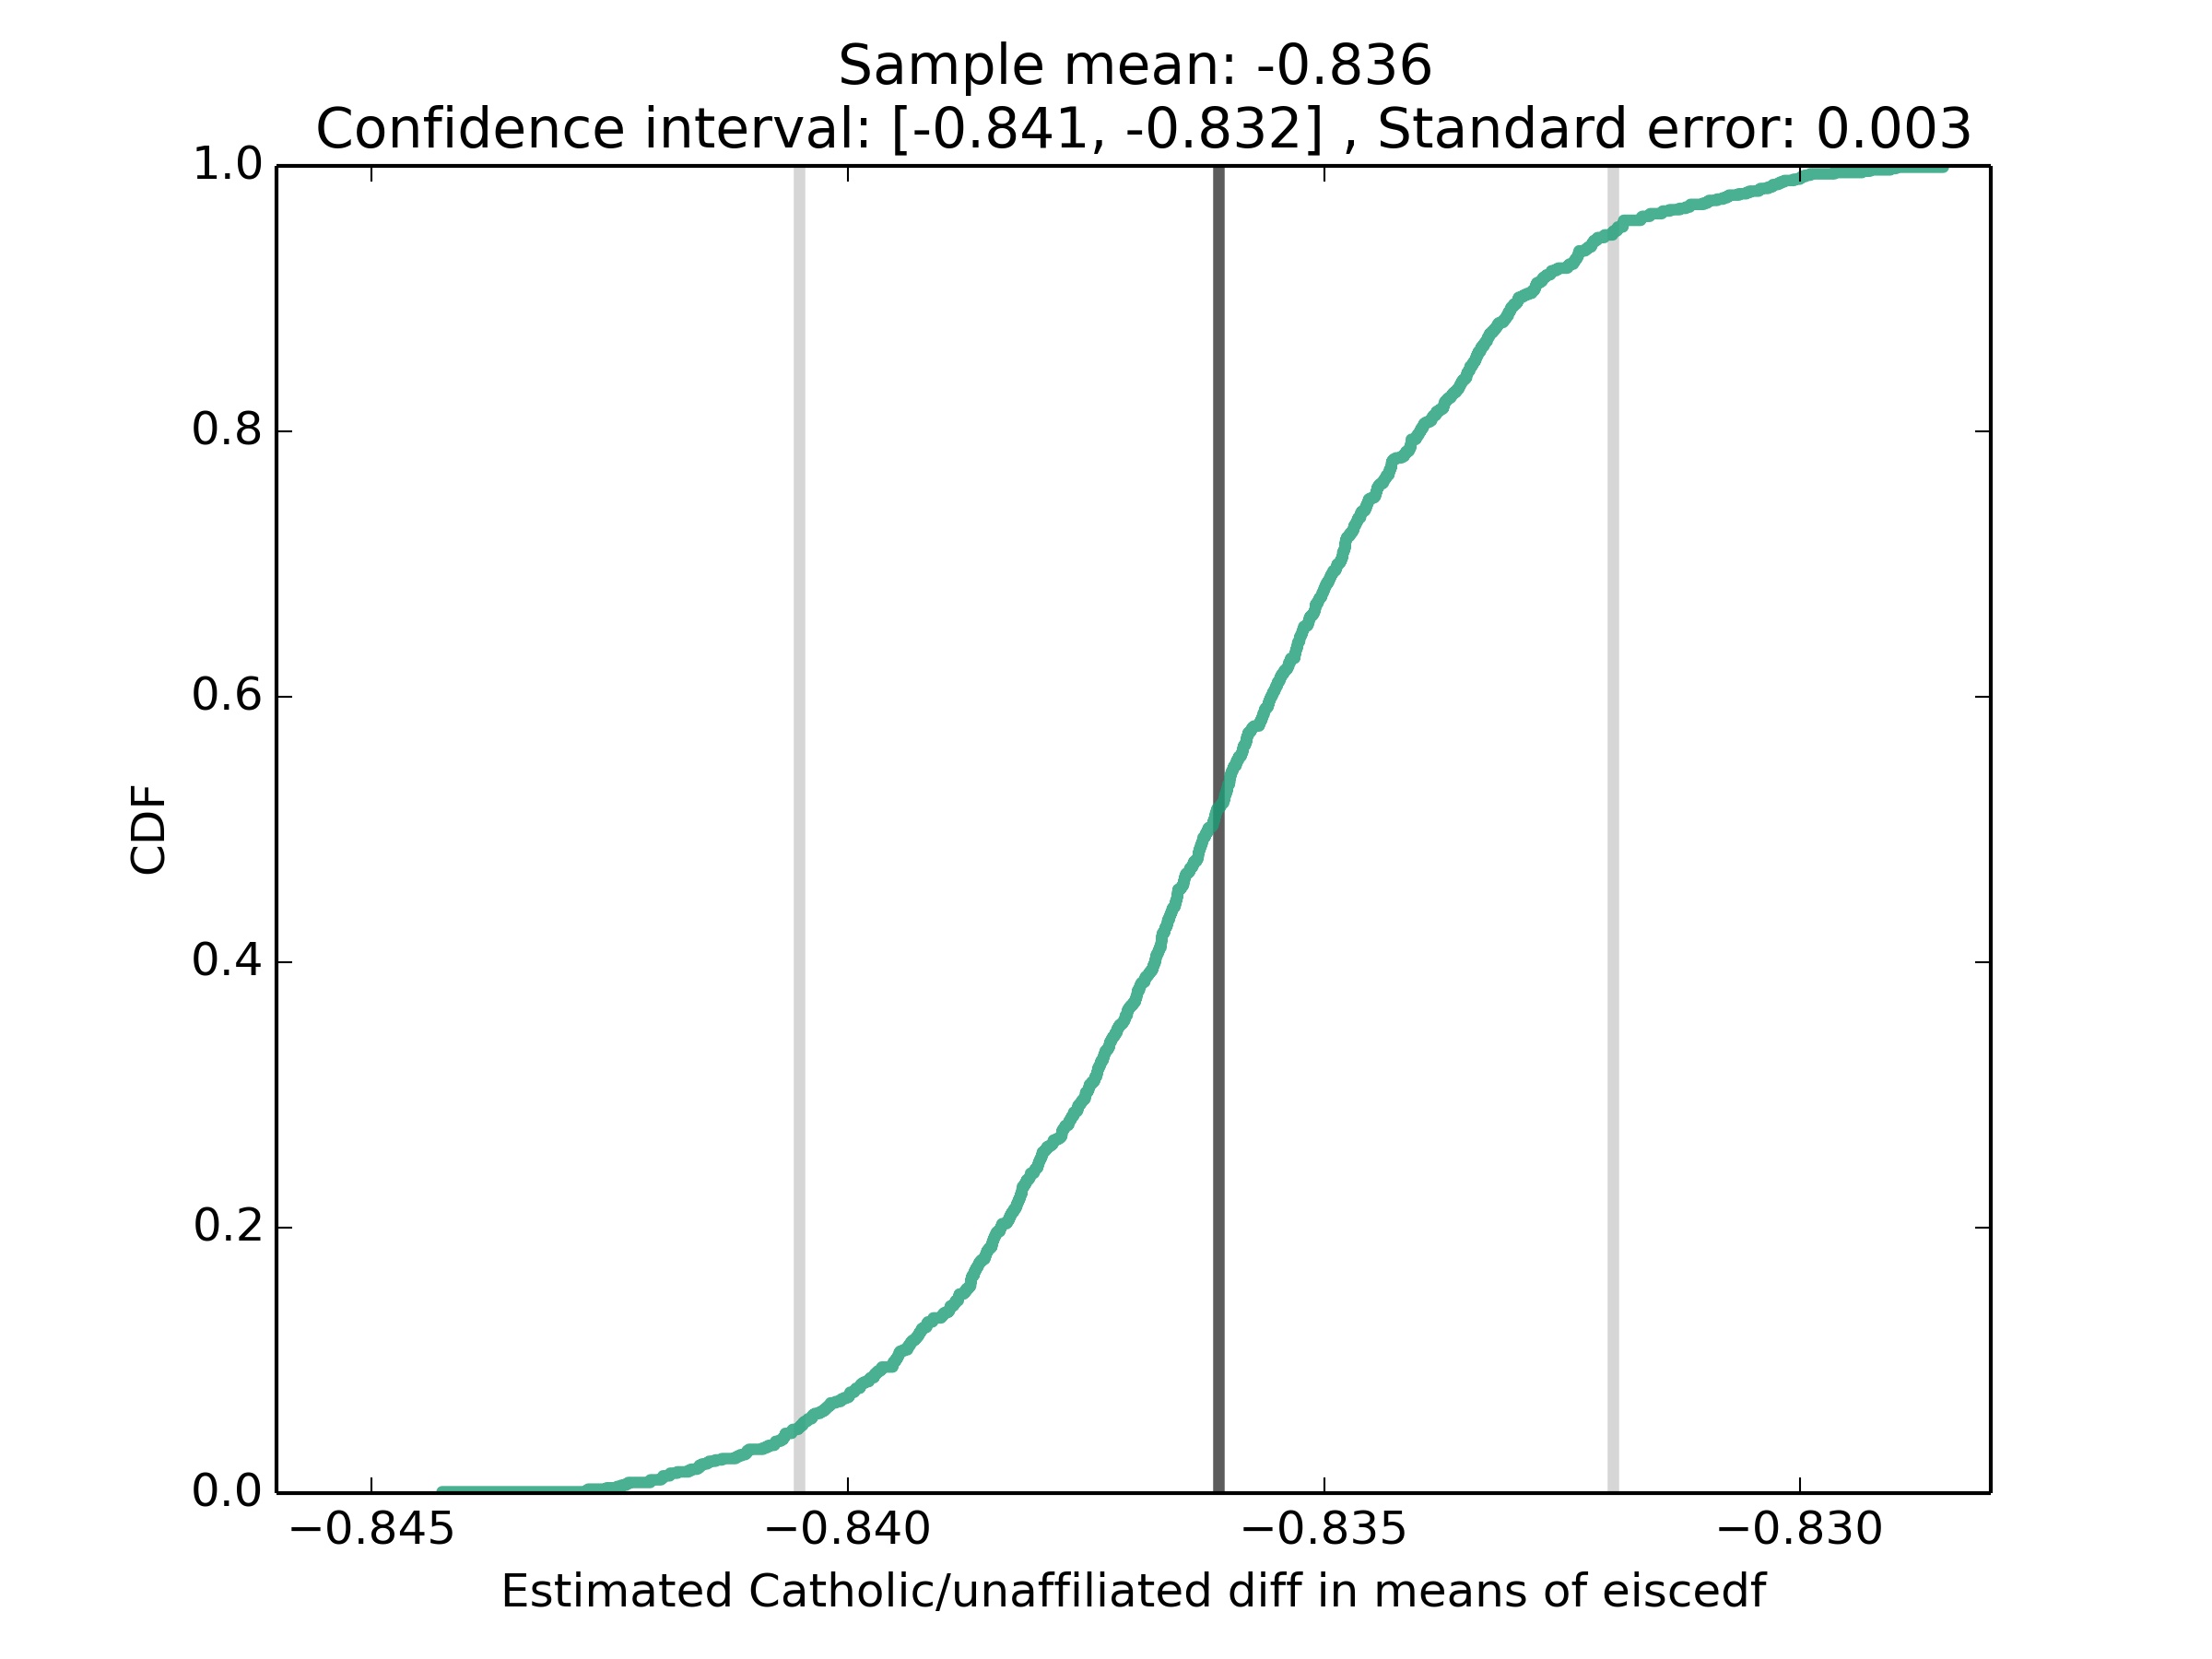 Sample mean: -0.836
Confidence interval: [-0.841, -0.832] , Standard error: 0.003
1.0
0.8
0.6
0.4
0.2
0.0
CDF
−0.845
−0.840
−0.835
−0.830
Estimated Catholic/unaffiliated diff in means of eiscedf